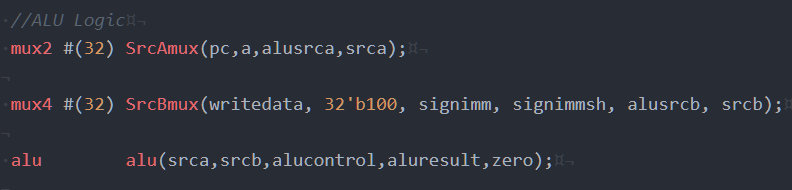 //ALU Logic
mux2 #(32) SrcAmux(pc,a,alusrca,srca);
mux4 #(32) SrcBmux(writedata, 32'b100, signimm, signimmsh, alusrcb, srcb);
alu        alu(srca,srcb,alucontrol,aluresult,zero);